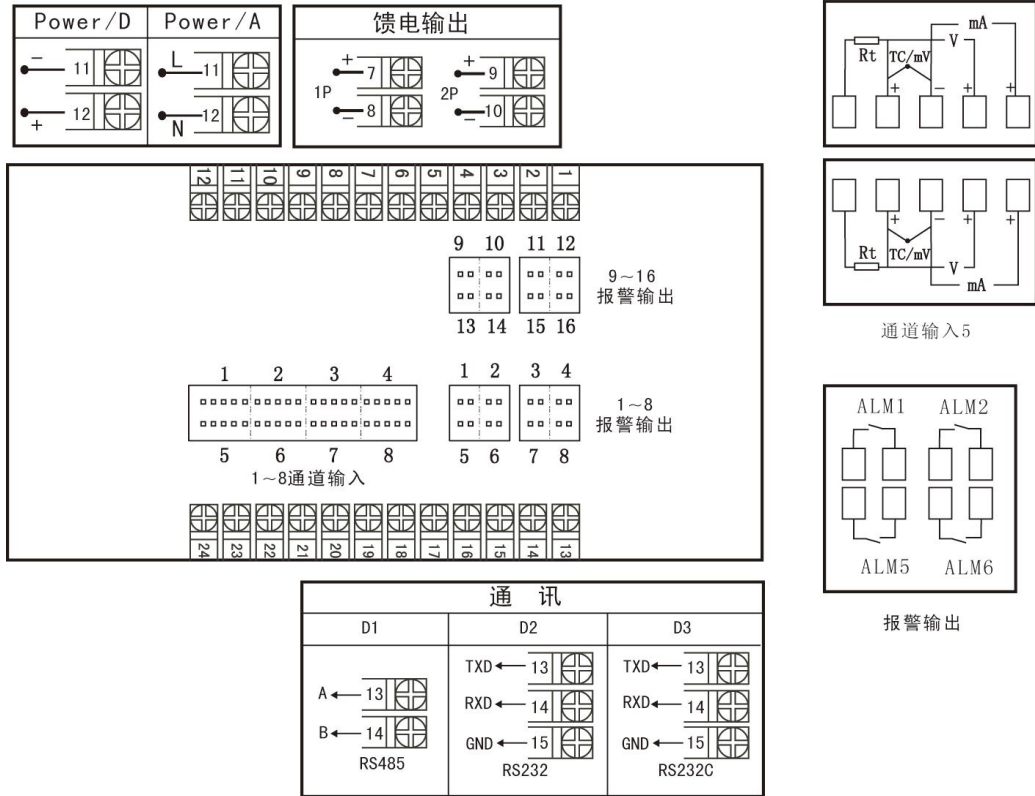 Power/D Power/A
− 11 L 11
+ 12 N 12
馈电输出
1P + 7 2P + 9
− 8 − 10
mA
V
Rt TC/mV
+ − + +
12 11 10 9 8 7 6 5 4 3 2 1
9 10 11 12
9～16
报警输出
13 14 15 16
+ − + +
Rt TC/mV
V
mA
通道输入5
1 2 3 4 1 2 3 4
1～8
报警输出
5 6 7 8 5 6 7 8
1～8通道输入
24 23 22 21 20 19 18 17 16 15 14 13
ALM1 ALM2
ALM5 ALM6
报警输出
通 讯
D1 D2 D3
A 13
B 14
RS485
TXD 13
RXD 14
GND 15
RS232
TXD 13
RXD 14
GND 15
RS232C